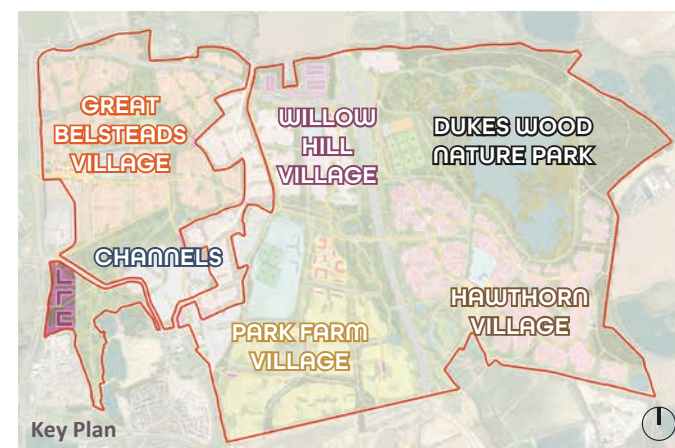 GREAT
BELSTEADS
VILLAGE
WILLOW
HILL
VILLAGE
DUKES WOOD
NATURE PARK
CHANNELS
HAWTHORN
VILLAGE
PARK FARM
VILLAGE
Key Plan